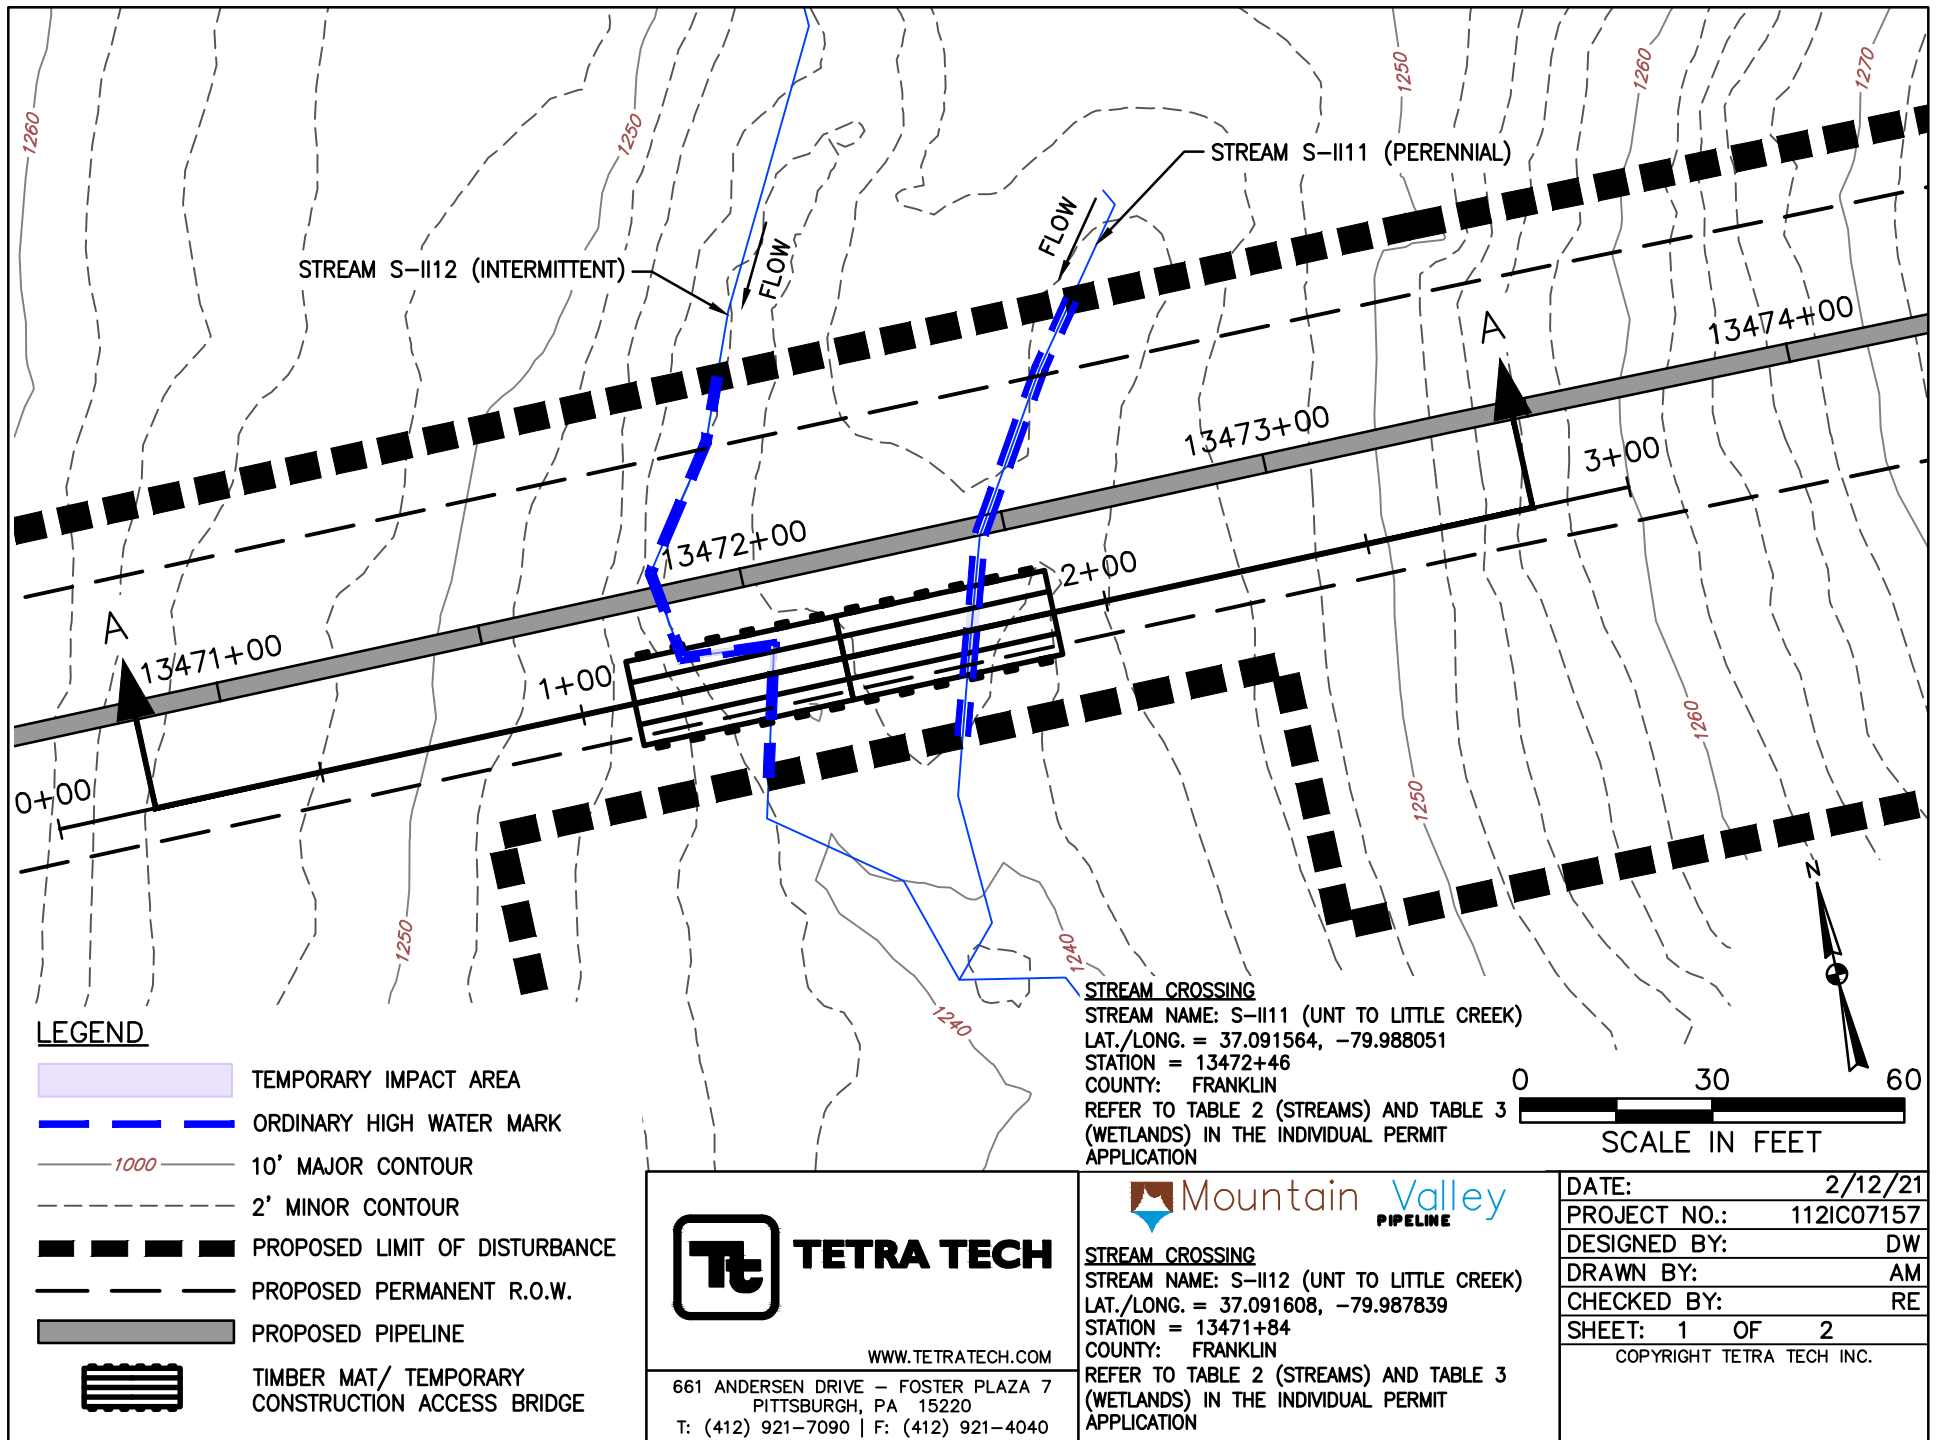 1260
1250
1250
1260
1270
STREAM S-II11 (PERENNIAL)
FLOW
STREAM S-II12 (INTERMITTENT)
FLOW
A
13474+00
13473+00
3+00
13472+00
2+00
A
13471+00
1+00
0+00
1260
1250
1250
1240
1240
N
LEGEND
TEMPORARY IMPACT AREA
ORDINARY HIGH WATER MARK
1000
10' MAJOR CONTOUR
2' MINOR CONTOUR
PROPOSED LIMIT OF DISTURBANCE
PROPOSED PERMANENT R.O.W.
PROPOSED PIPELINE
TIMBER MAT/ TEMPORARY
CONSTRUCTION ACCESS BRIDGE
STREAM CROSSING
STREAM NAME: S-II11 (UNT TO LITTLE CREEK)
LAT./LONG. = 37.091564, -79.988051
STATION = 13472+46
COUNTY: FRANKLIN
REFER TO TABLE 2 (STREAMS) AND TABLE 3
(WETLANDS) IN THE INDIVIDUAL PERMIT
APPLICATION
0 30 60
SCALE IN FEET
Tt TETRA TECH
WWW.TETRATECH.COM
661 ANDERSEN DRIVE - FOSTER PLAZA 7
PITTSBURGH, PA 15220
T: (412) 921-7090 | F: (412) 921-4040
Mountain Valley
PIPELINE
STREAM CROSSING
STREAM NAME: S-II12 (UNT TO LITTLE CREEK)
LAT./LONG. = 37.091608, -79.987839
STATION = 13471+84
COUNTY: FRANKLIN
REFER TO TABLE 2 (STREAMS) AND TABLE 3
(WETLANDS) IN THE INDIVIDUAL PERMIT
APPLICATION
DATE: 2/12/21
PROJECT NO.: 112IC07157
DESIGNED BY: DW
DRAWN BY: AM
CHECKED BY: RE
SHEET: 1 OF 2
COPYRIGHT TETRA TECH INC.